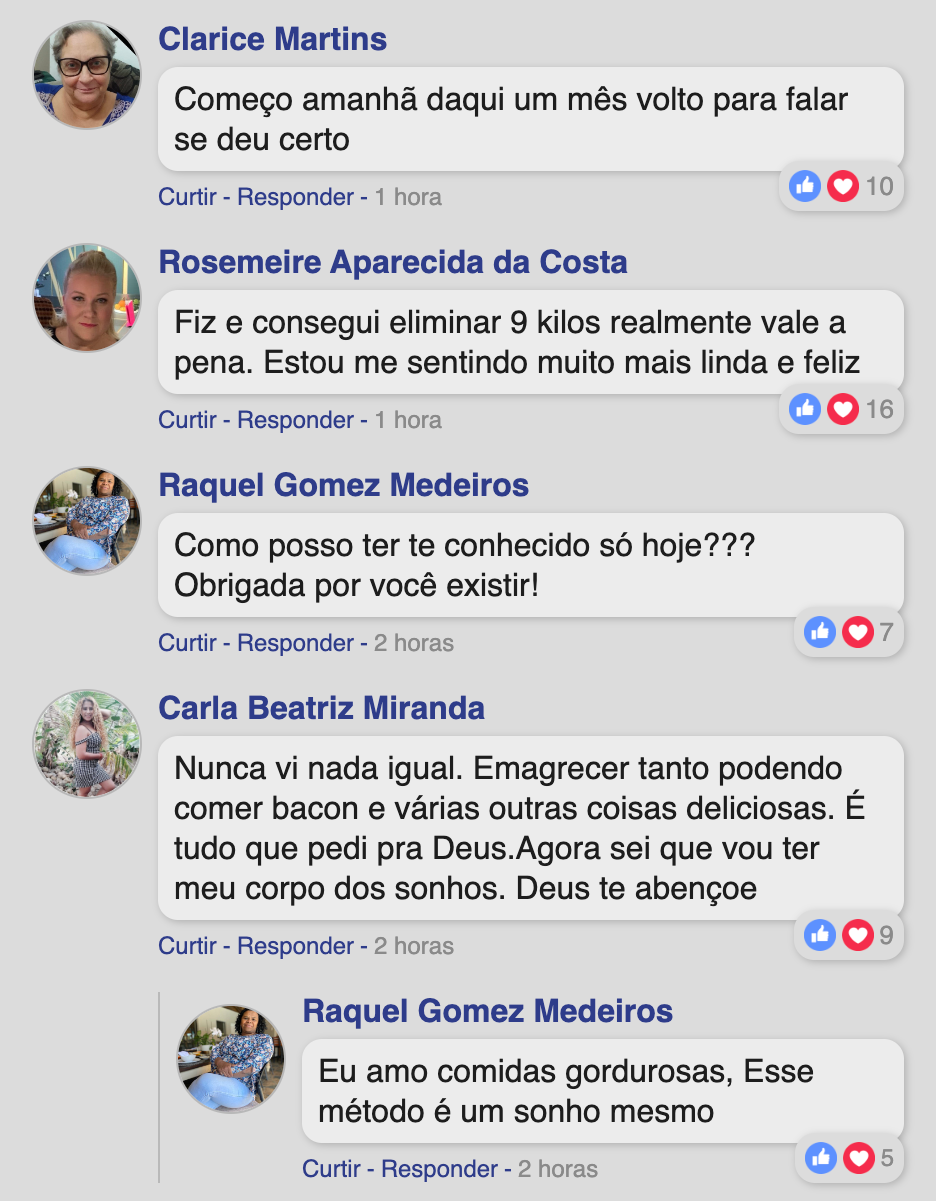 Clarice Martins
Começo amanhã daqui um mês volto para falar
se deu certo
Curtir - Responder - 1 hora
10
Rosemeire Aparecida da Costa
Fiz e consegui eliminar 9 kilos realmente vale a
pena. Estou me sentindo muito mais linda e feliz
Curtir - Responder - 1 hora
16
Raquel Gomez Medeiros
Como posso ter te conhecido só hoje???
Obrigada por você existir!
Curtir - Responder - 2 horas
7
Carla Beatriz Miranda
Nunca vi nada igual. Emagrecer tanto podendo
comer bacon e várias outras coisas deliciosas. É
tudo que pedi pra Deus.Agora sei que vou ter
meu corpo dos sonhos. Deus te abençoe
Curtir - Responder - 2 horas
9
Raquel Gomez Medeiros
Eu amo comidas gordurosas, Esse
método é um sonho mesmo
Curtir - Responder - 2 horas
5